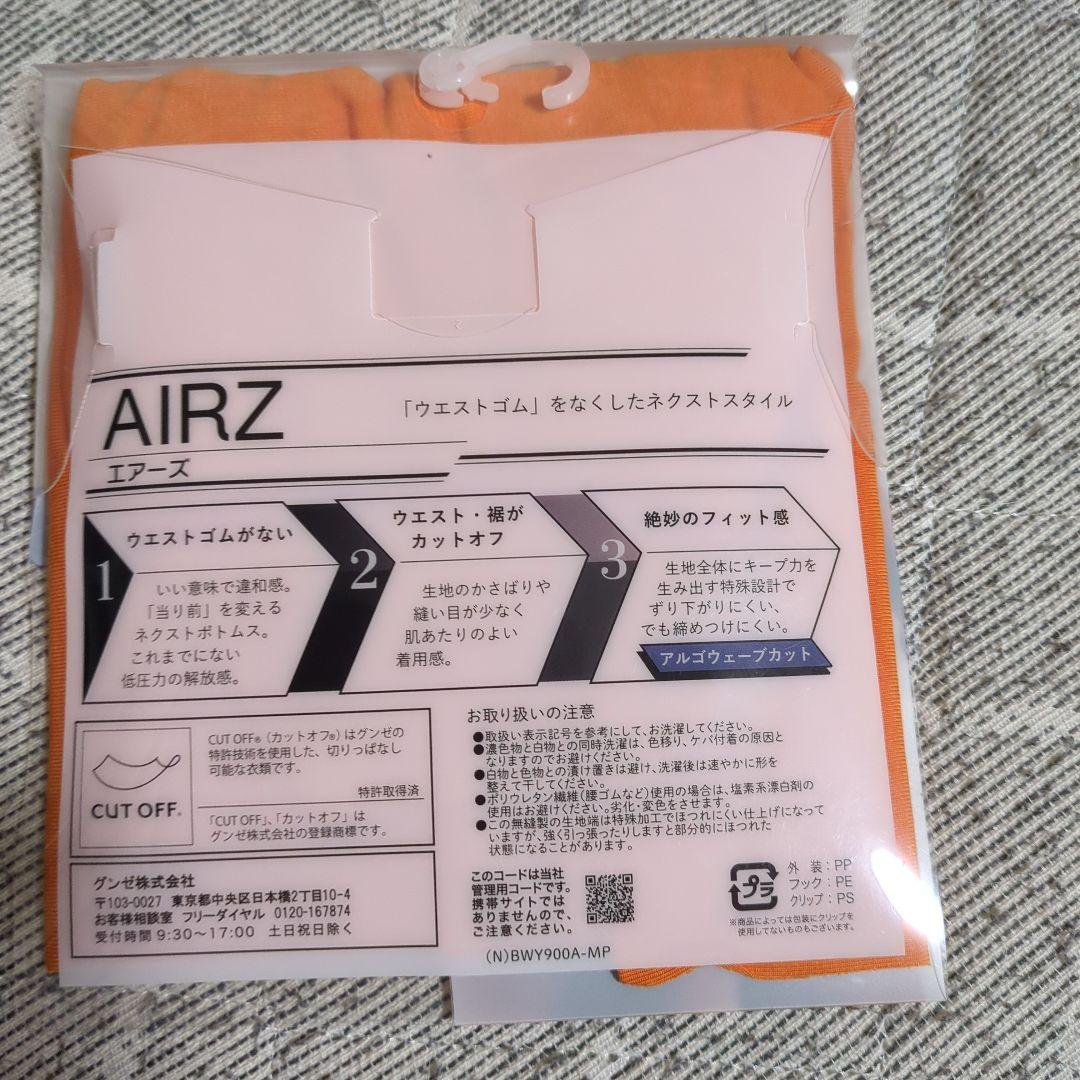 AIRZ
エアーズ
「ウエストゴム」をなくしたネクストスタイル
1
ウエストゴムがない
いい意味で違和感。
「当り前」を変える
ネクストボトムス。
これまでにない
低圧力の解放感。
2
ウエスト・裾が
カットオフ
生地のかさばりや
縫い目が少なく
肌あたりのよい
着用感。
3
絶妙のフィット感
生地全体にキープ力を
生み出す特殊設計で
ずり下がりにくい、
でも締めつけにくい。
アルゴウェーブカット
CUT OFF®
CUT OFF®（カットオフ®）はグンゼの
特許技術を使用した、切りっぱなし
可能な衣類です。
特許取得済
「CUT OFF」、「カットオフ」は
グンゼ株式会社の登録商標です。
グンゼ株式会社
〒103-0027 東京都中央区日本橋2丁目10-4
お客様相談室 フリーダイヤル 0120-167874
受付時間 9:30～17:00 土日祝日除く
お取り扱いの注意
●取扱い表示記号を参考にして、お洗濯してください。
●濃色物と白物との同時洗濯は、色移り、ケバ付着の原因と
なりますのでお避けください。
●白物と色物との漬け置きは避け、洗濯後は速やかに形を
整えて干してください。
●ポリウレタン繊維（腰ゴムなど）使用の場合は、塩素系漂白剤の
使用はお避けください。劣化・変色をさせます。
●この無縫製の生地端は特殊加工でほつれにくい仕上げになって
いますが、強く引っ張ったりしますと部分的にほつれた
状態になることがあります。
このコードは当社
管理用コードです。
携帯サイトでは
ありませんので、
ご注意ください。
(N)BWY900A-MP
プラ
外 装：PP
フック：PE
クリップ：PS
※商品によっては包装にクリップを
使用してないものもございます。